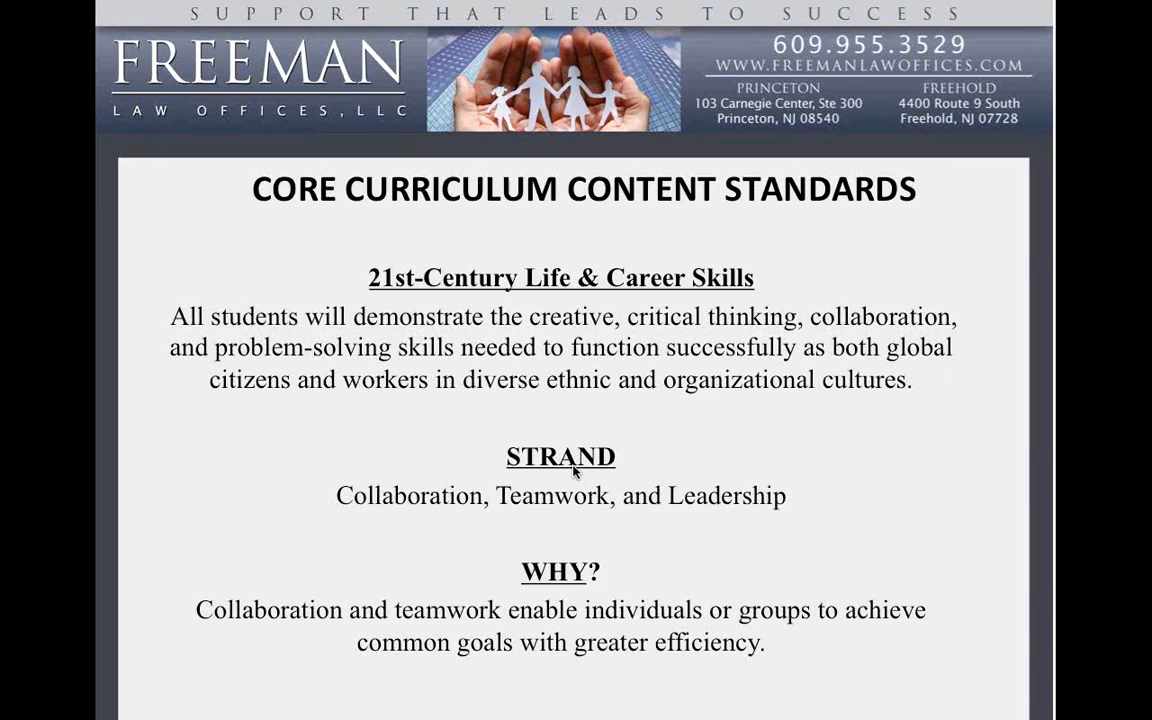 SUPPORT THAT LEADS TO SUCCESS
FREEMAN
LAW OFFICES, LLC
609.955.3529
WWW.FREEMANLAWOFFICES.COM
PRINCETON
103 Carnegie Center, Ste 300
Princeton, NJ 08540
FREEHOLD
4400 Route 9 South
Freehold, NJ 07728
CORE CURRICULUM CONTENT STANDARDS
21st-Century Life & Career Skills
All students will demonstrate the creative, critical thinking, collaboration,
and problem-solving skills needed to function successfully as both global
citizens and workers in diverse ethnic and organizational cultures.
STRAND
Collaboration, Teamwork, and Leadership
WHY?
Collaboration and teamwork enable individuals or groups to achieve
common goals with greater efficiency.